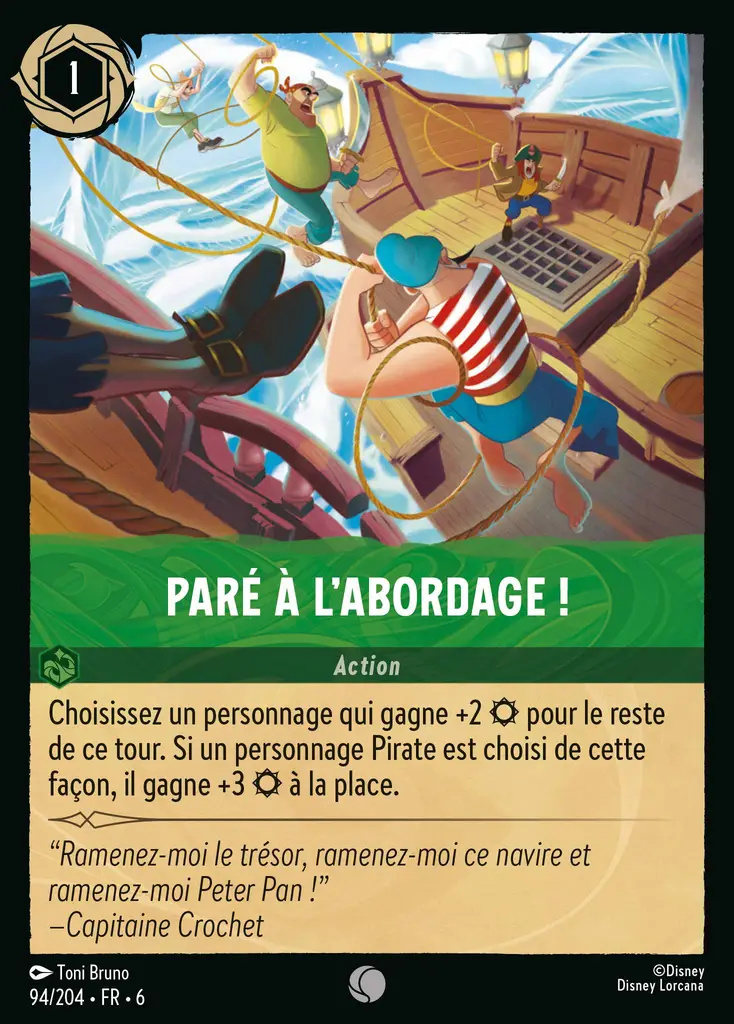 1
PARÉ À L'ABORDAGE !
Action
Choisissez un personnage qui gagne +2 pour le reste
de ce tour. Si un personnage Pirate est choisi de cette
façon, il gagne +3 à la place.
“Ramenez-moi le trésor, ramenez-moi ce navire et
ramenez-moi Peter Pan !”
–Capitaine Crochet
Toni Bruno
©Disney
94/204 • FR • 6
Disney Lorcana